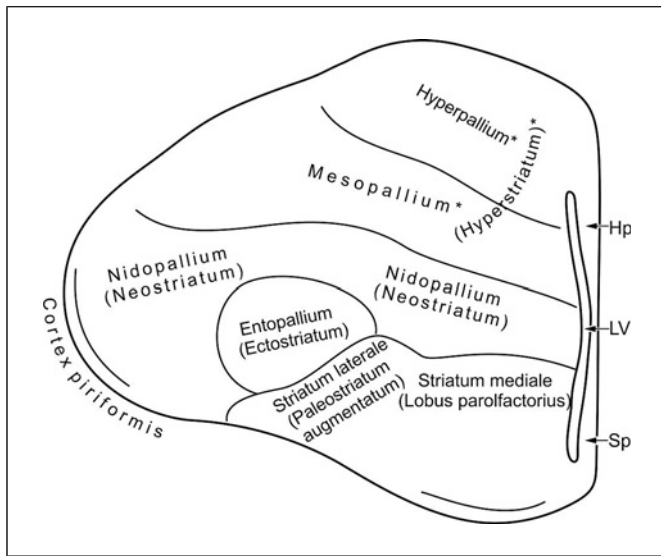 Hyperpallium*
(Hyperstriatum)*
Mesopallium*
Hp
Nidopallium
(Neostriatum)
Nidopallium
(Neostriatum)
Entopallium
(Ectostriatum)
LV
Striatum laterale
(Paleostriatum
augmentatum)
Striatum mediale
(Lobus parolfactorius)
Cortex piriformis
Sp